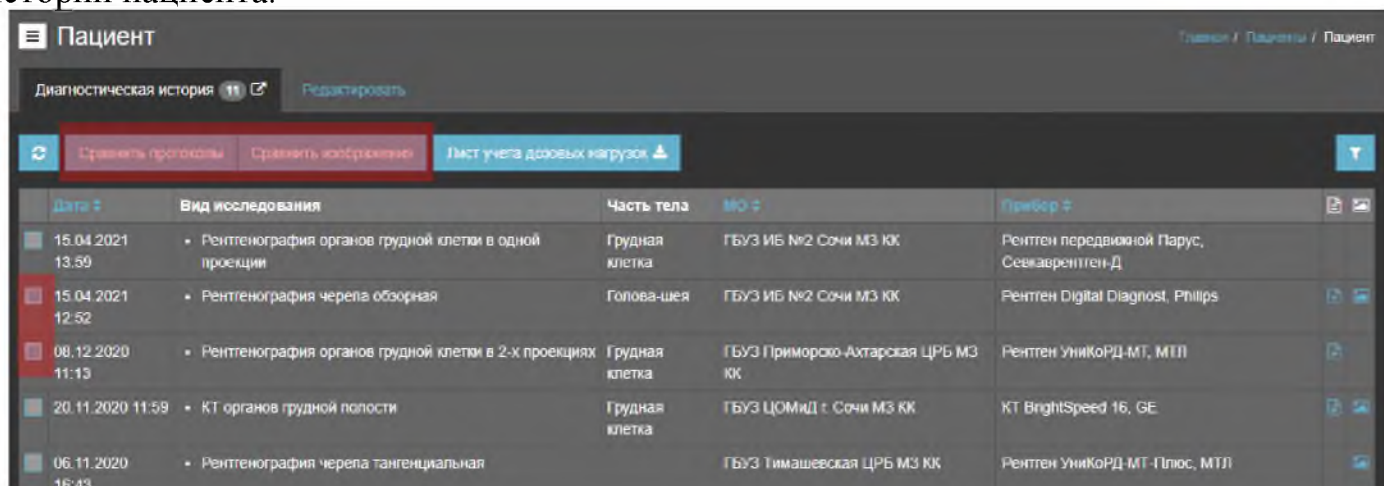 истории пациента.
Пациент
Главная / Пациенты / Пациент
Диагностическая история 11
Редактировать
Сравнить протоколы Сравнить изображения Лист учета дозовых нагрузок
Дата Вид исследования Часть тела МО Прибор
15.04.2021 • Рентгенография органов грудной клетки в одной Грудная ГБУЗ ИБ №2 Сочи МЗ КК Рентген передвижной Парус,
13:59 проекции клетка Севкаврентген-Д
15.04.2021 • Рентгенография черепа обзорная Голова-шея ГБУЗ ИБ №2 Сочи МЗ КК Рентген Digital Diagnost, Philips
12:52
08.12.2020 • Рентгенография органов грудной клетки в 2-х проекциях Грудная ГБУЗ Приморско-Ахтарская ЦРБ МЗ Рентген УниКоРД-МТ, МТЛ
11:13 клетка КК
20.11.2020 11:59 • КТ органов грудной полости Грудная ГБУЗ ЦОМиД г. Сочи МЗ КК КТ BrightSpeed 16, GE
клетка
06.11.2020 • Рентгенография черепа тангенциальная ГБУЗ Тимашевская ЦРБ МЗ КК Рентген УниКоРД-МТ-Плюс, МТЛ
16:43